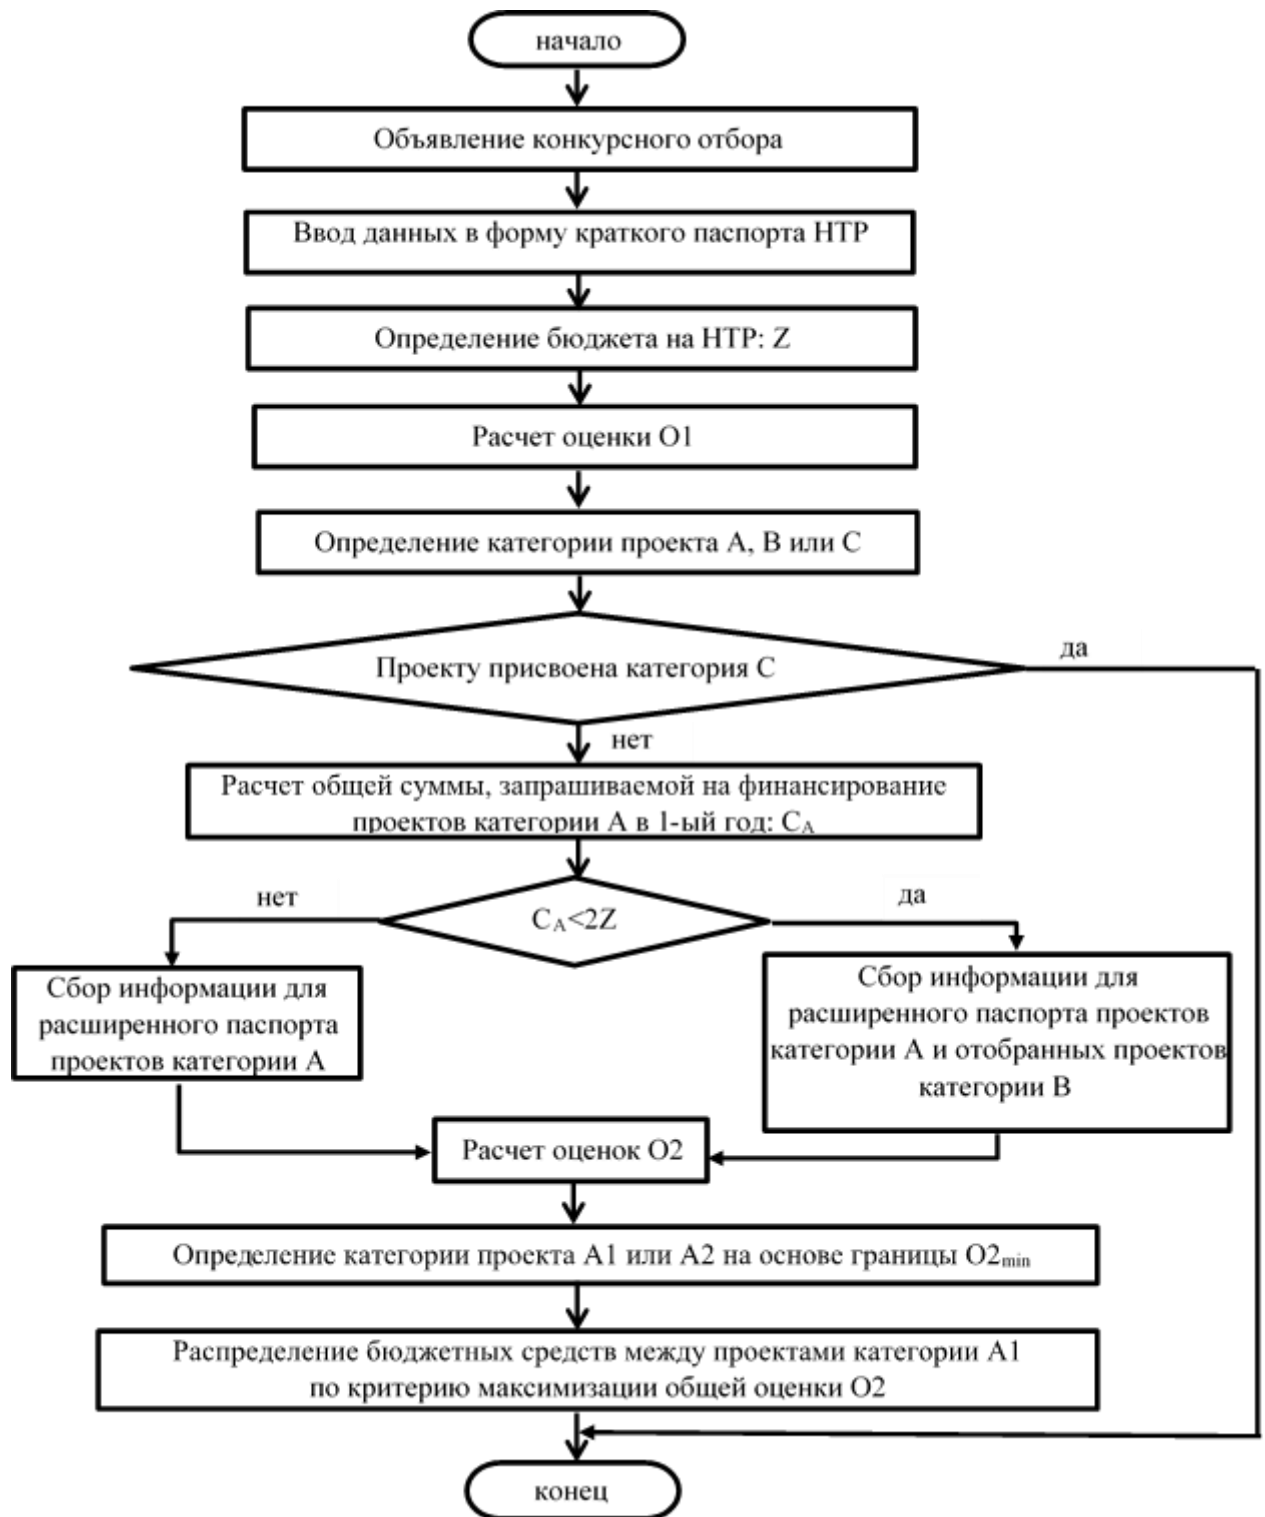 начало
Объявление конкурсного отбора
Ввод данных в форму краткого паспорта НТР
Определение бюджета на НТР: Z
Расчет оценки О1
Определение категории проекта А, В или С
Проекту присвоена категория С
да
нет
Расчет общей суммы, запрашиваемой на финансирование
проектов категории А в 1-ый год: СА
нет
да
СА<2Z
Сбор информации для
расширенного паспорта
проектов категории А
Сбор информации для
расширенного паспорта проектов
категории А и отобранных проектов
категории В
Расчет оценок О2
Определение категории проекта А1 или А2 на основе границы О2min
Распределение бюджетных средств между проектами категории А1
по критерию максимизации общей оценки О2
конец